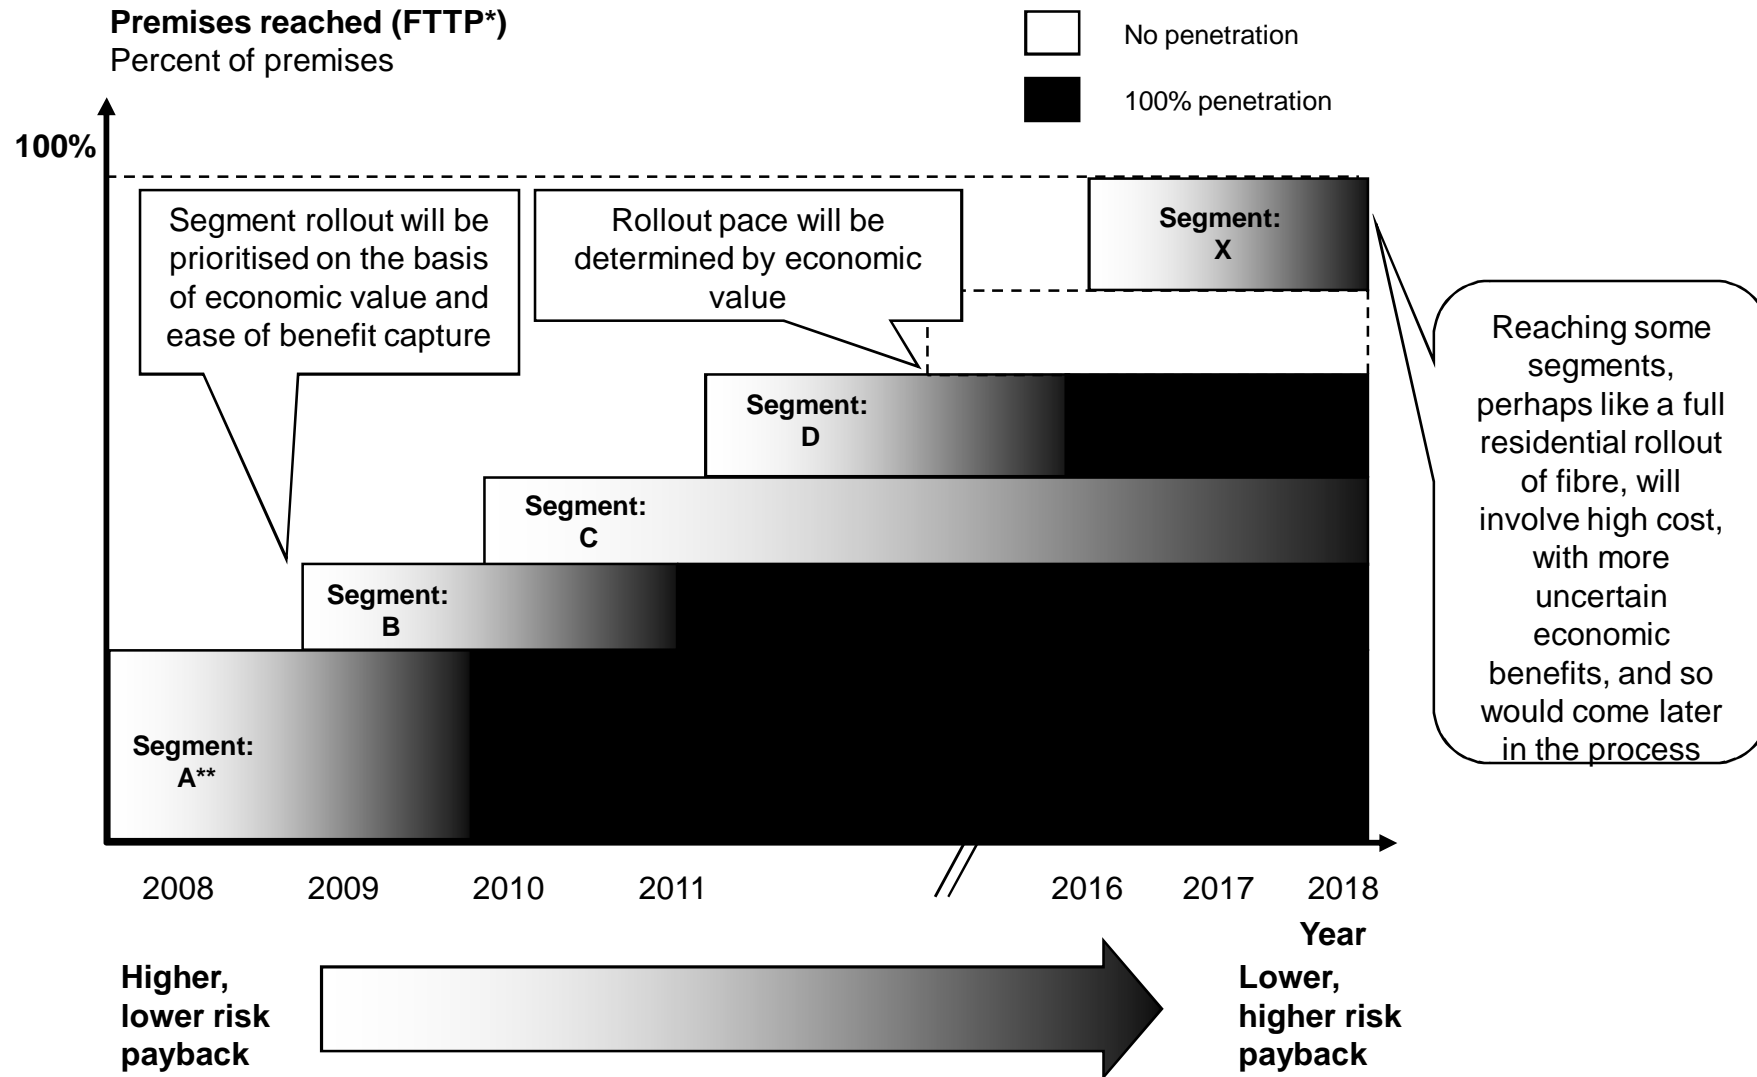 Premises reached (FTTP*)
Percent of premises
No penetration
100% penetration
100%
Segment rollout will be
prioritised on the basis
of economic value and
ease of benefit capture
Rollout pace will be
determined by economic
value
Segment:
X
Reaching some
segments,
perhaps like a full
residential rollout
of fibre, will
involve high cost,
with more
uncertain
economic
benefits, and so
would come later
in the process
Segment:
D
Segment:
C
Segment:
B
Segment:
A**
2008 2009 2010 2011 2016 2017 2018
Year
Higher,
lower risk
payback
Lower,
higher risk
payback